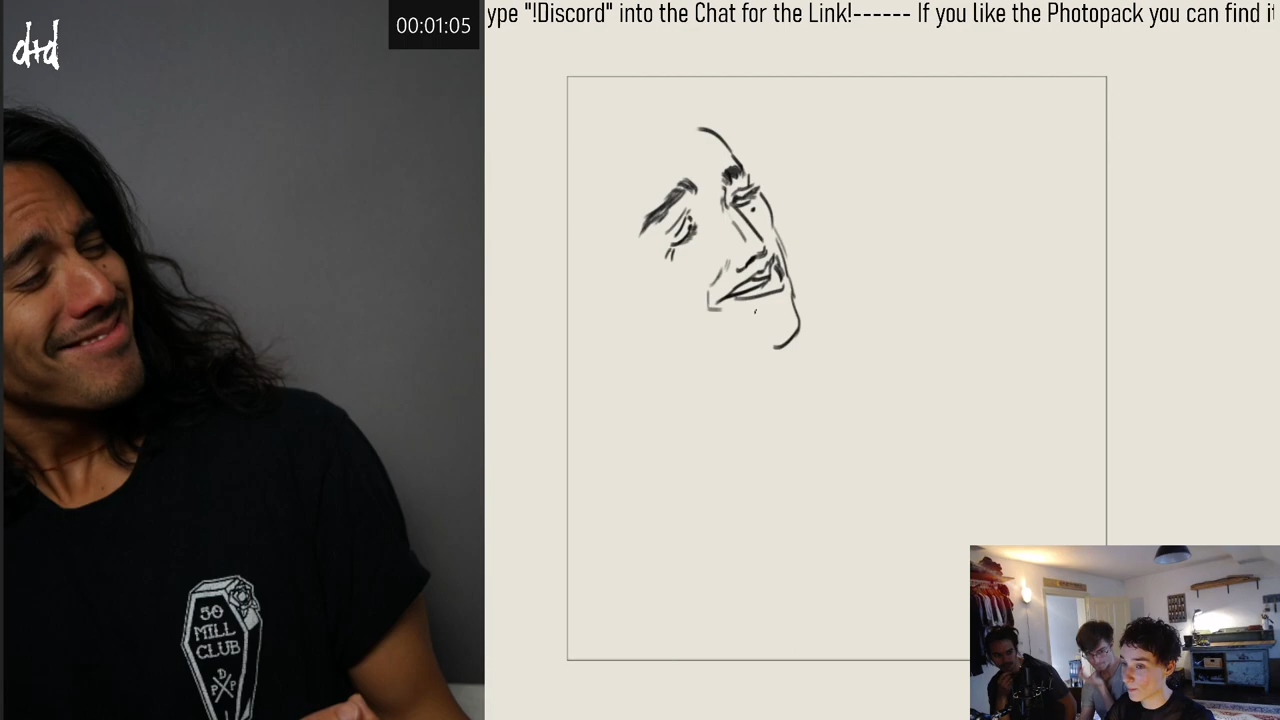 d+d
00:01:05
ype "!Discord" into the Chat for the Link!------ If you like the Photopack you can find it
50
MILL
CLUB
D
P P